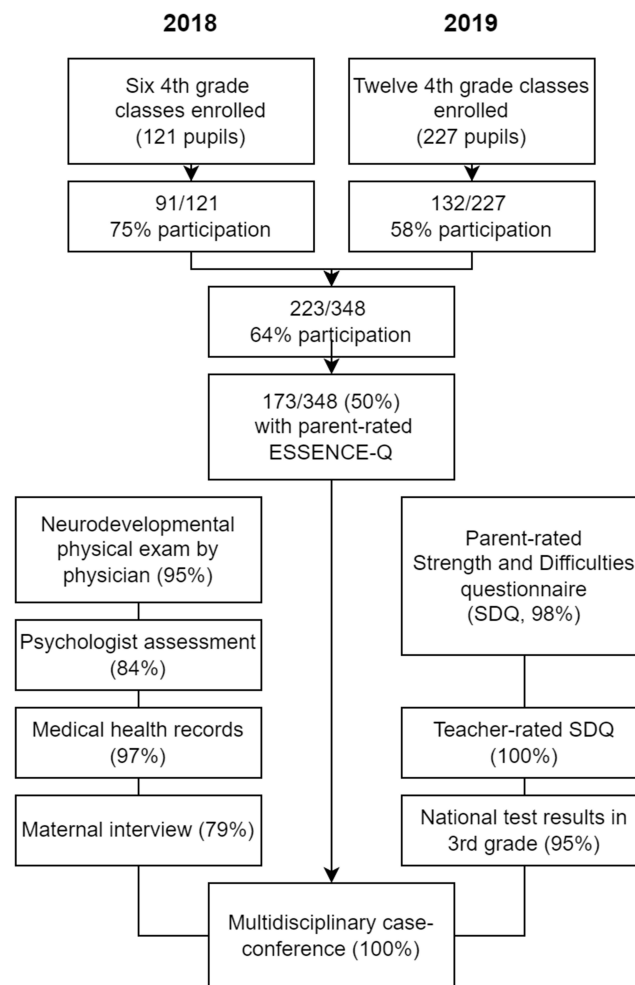 2018
2019
Six 4th grade
classes enrolled
(121 pupils)
Twelve 4th grade classes
enrolled
(227 pupils)
91/121
75% participation
132/227
58% participation
223/348
64% participation
173/348 (50%)
with parent-rated
ESSENCE-Q
Neurodevelopmental
physical exam by
physician (95%)
Parent-rated
Strength and Difficulties
questionnaire
(SDQ, 98%)
Psychologist assessment
(84%)
Medical health records
(97%)
Teacher-rated SDQ
(100%)
Maternal interview (79%)
National test results in
3rd grade (95%)
Multidisciplinary case-
conference (100%)